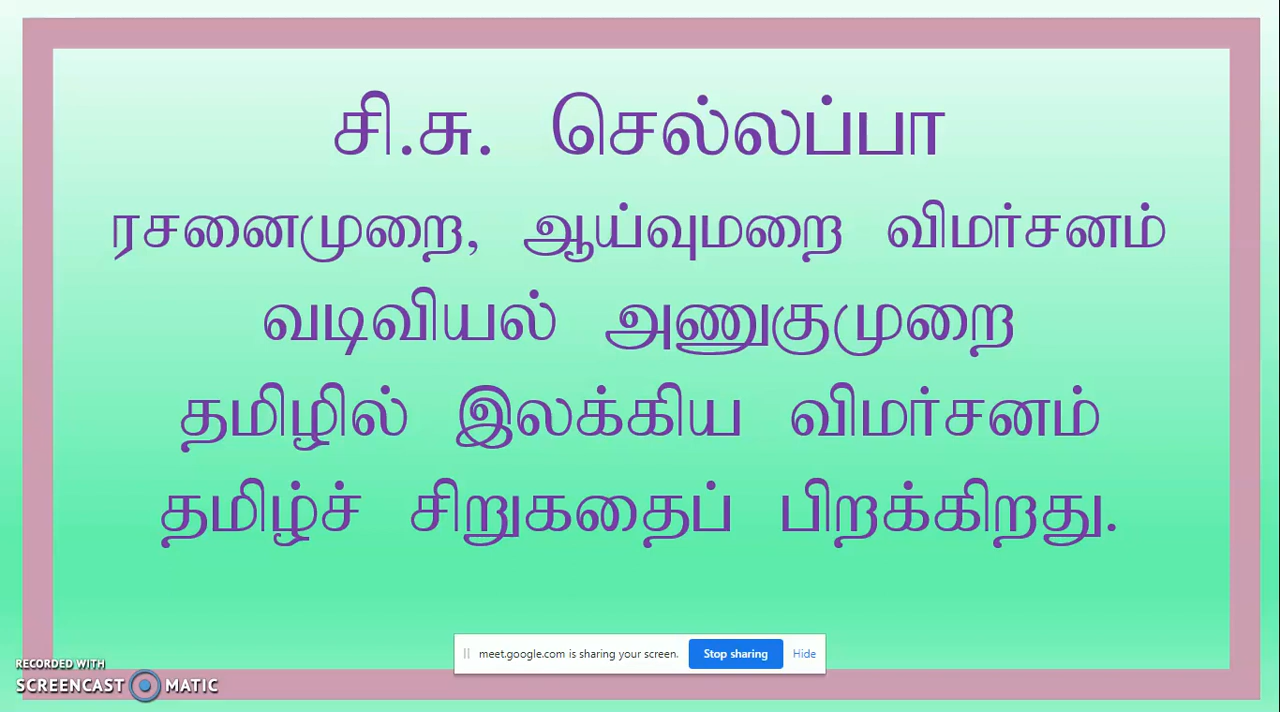 சி.சு. செல்லப்பா
ரசனைமுறை, ஆய்வுமறை விமர்சனம்
வடிவியல் அணுகுமுறை
தமிழில் இலக்கிய விமர்சனம்
தமிழ்ச் சிறுகதைப் பிறக்கிறது.
meet.google.com is sharing your screen. Stop sharing Hide
RECORDED WITH
SCREENCAST MATIC